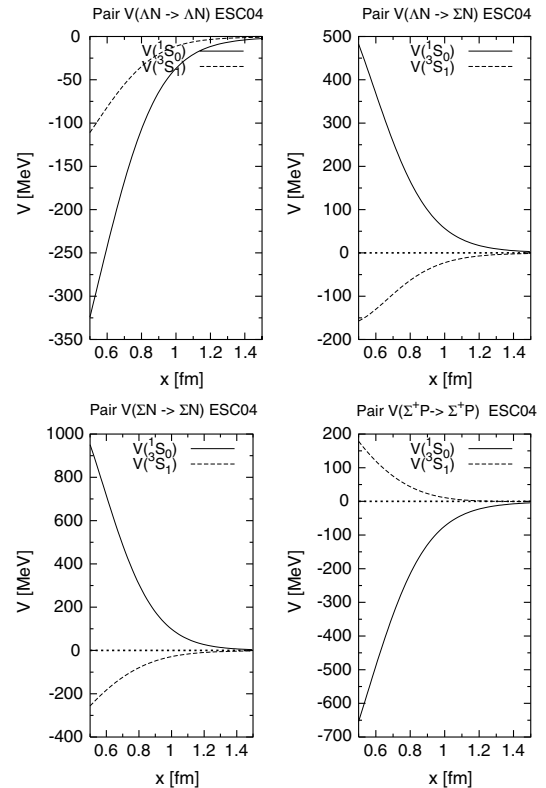 Pair V(ΛN -> ΛN) ESC04
V(¹S₀)
V(³S₁)
V [MeV]
0
-50
-100
-150
-200
-250
-300
-350
0.6 0.8 1 1.2 1.4
x [fm]
Pair V(ΛN -> ΣN) ESC04
V(¹S₀)
V(³S₁)
V [MeV]
500
400
300
200
100
0
-100
-200
0.6 0.8 1 1.2 1.4
x [fm]
Pair V(ΣN -> ΣN) ESC04
V(¹S₀)
V(³S₁)
V [MeV]
1000
800
600
400
200
0
-200
-400
0.6 0.8 1 1.2 1.4
x [fm]
Pair V(Σ⁺P-> Σ⁺P) ESC04
V(¹S₀)
V(³S₁)
V [MeV]
200
100
0
-100
-200
-300
-400
-500
-600
-700
0.6 0.8 1 1.2 1.4
x [fm]